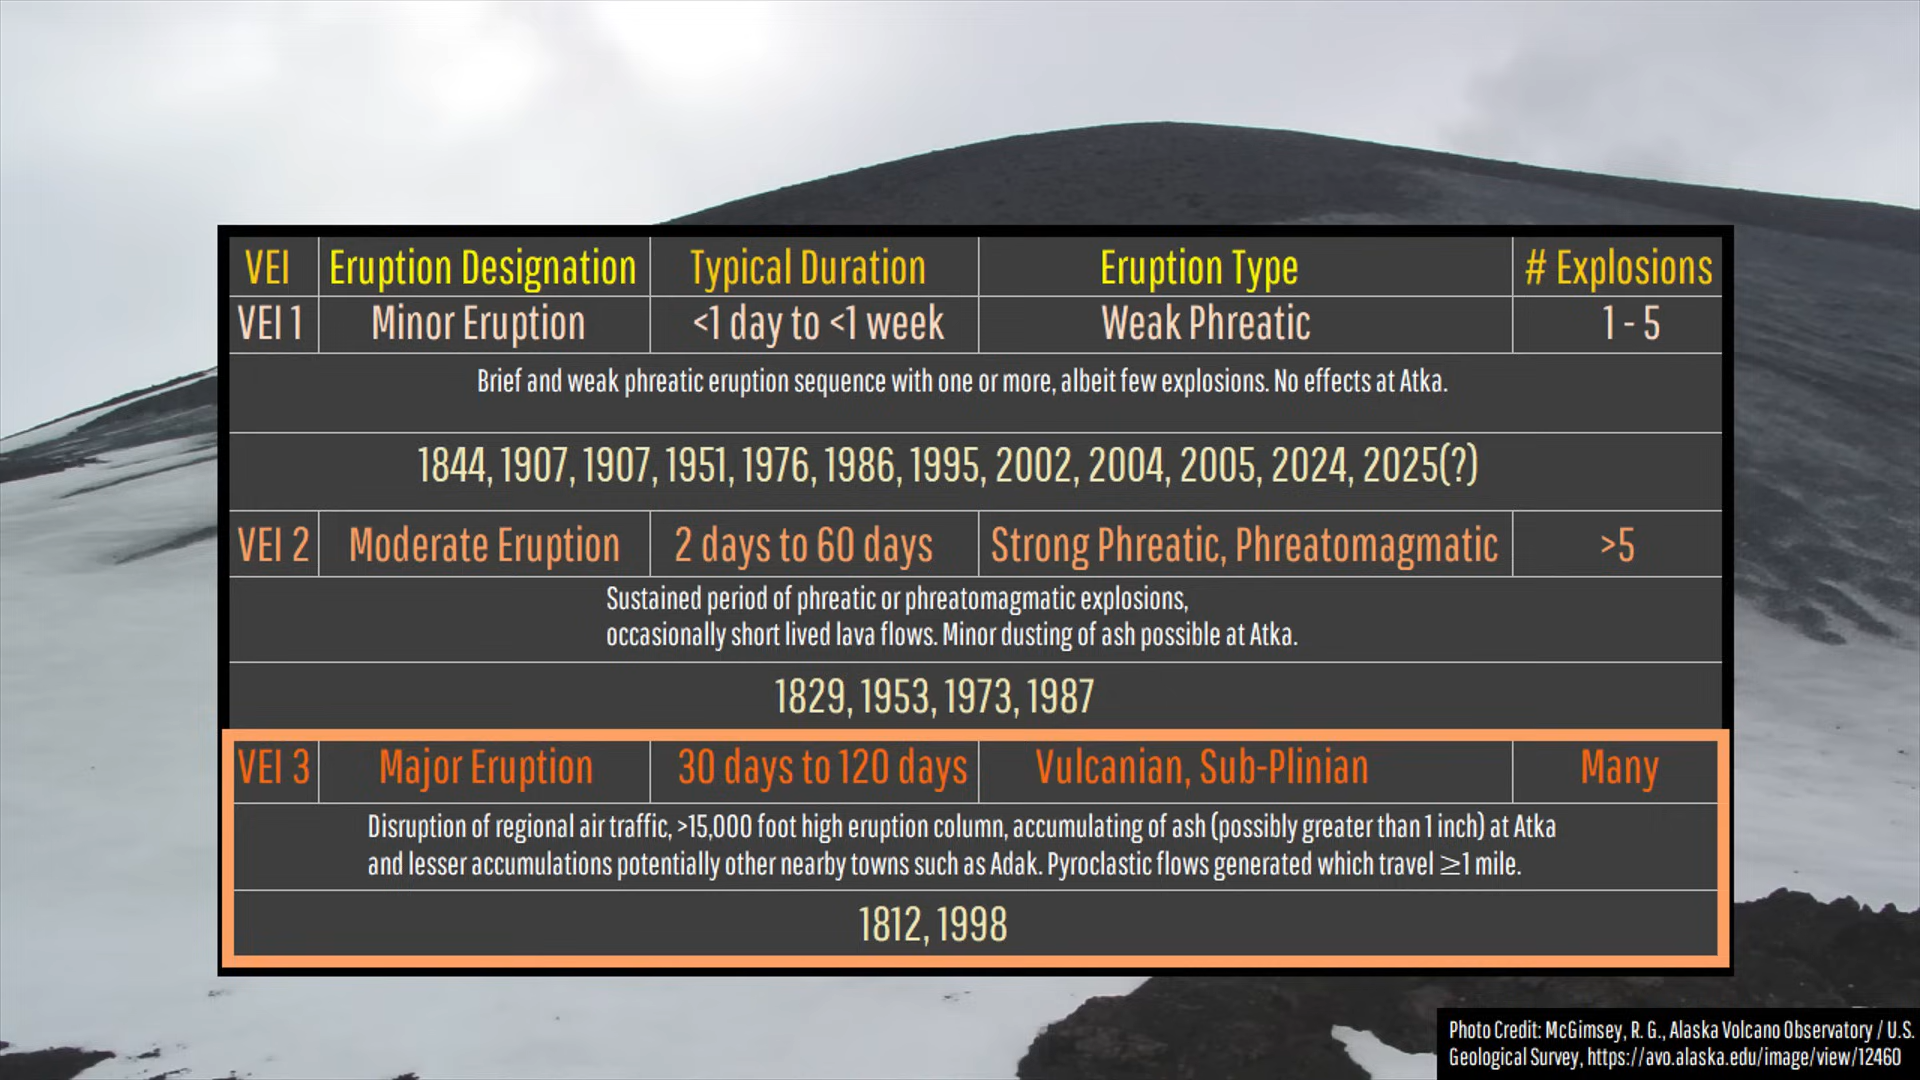 VEI Eruption Designation Typical Duration Eruption Type # Explosions
VEI 1 Minor Eruption <1 day to <1 week Weak Phreatic 1 - 5
Brief and weak phreatic eruption sequence with one or more, albeit few explosions. No effects at Atka.
1844, 1907, 1907, 1951, 1976, 1986, 1995, 2002, 2004, 2005, 2024, 2025(?)
VEI 2 Moderate Eruption 2 days to 60 days Strong Phreatic, Phreatomagmatic >5
Sustained period of phreatic or phreatomagmatic explosions,
occasionally short lived lava flows. Minor dusting of ash possible at Atka.
1829, 1953, 1973, 1987
VEI 3 Major Eruption 30 days to 120 days Vulcanian, Sub-Plinian Many
Disruption of regional air traffic, >15,000 foot high eruption column, accumulating of ash (possibly greater than 1 inch) at Atka
and lesser accumulations potentially other nearby towns such as Adak. Pyroclastic flows generated which travel ≥1 mile.
1812, 1998
Photo Credit: McGimsey, R. G., Alaska Volcano Observatory / U.S.
Geological Survey, https://avo.alaska.edu/image/view/12460